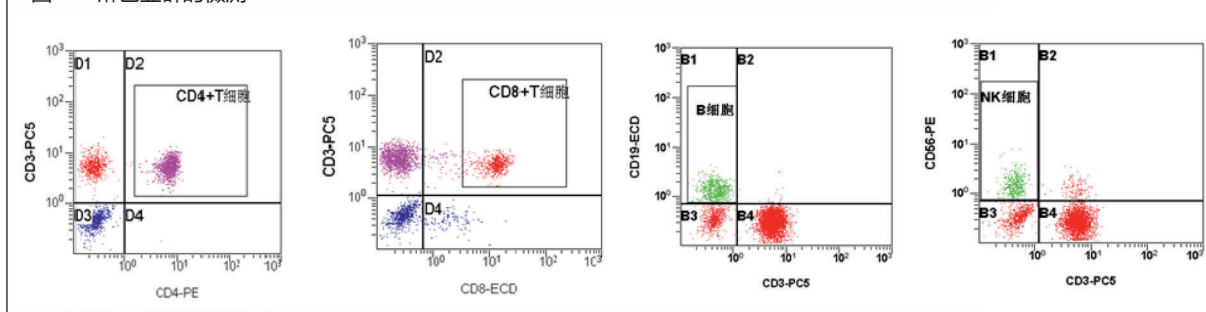 10³
D1
D2
CD4+T细胞
10²
CD3-PC5
10¹
10⁰
D3
D4
10⁰ 10¹ 10² 10³
CD4-PE
10³
D2
CD8+T细胞
10²
CD3-PC5
10¹
10⁰
D4
10⁰ 10¹ 10² 10³
CD8-ECD
10³
B1
B2
10²
B细胞
CD19-ECD
10¹
10⁰
B3
B4
10⁰ 10¹ 10² 10³
CD3-PC5
10³
B1
B2
10²
NK细胞
CD56-PE
10¹
10⁰
B3
B4
10⁰ 10¹ 10² 10³
CD3-PC5